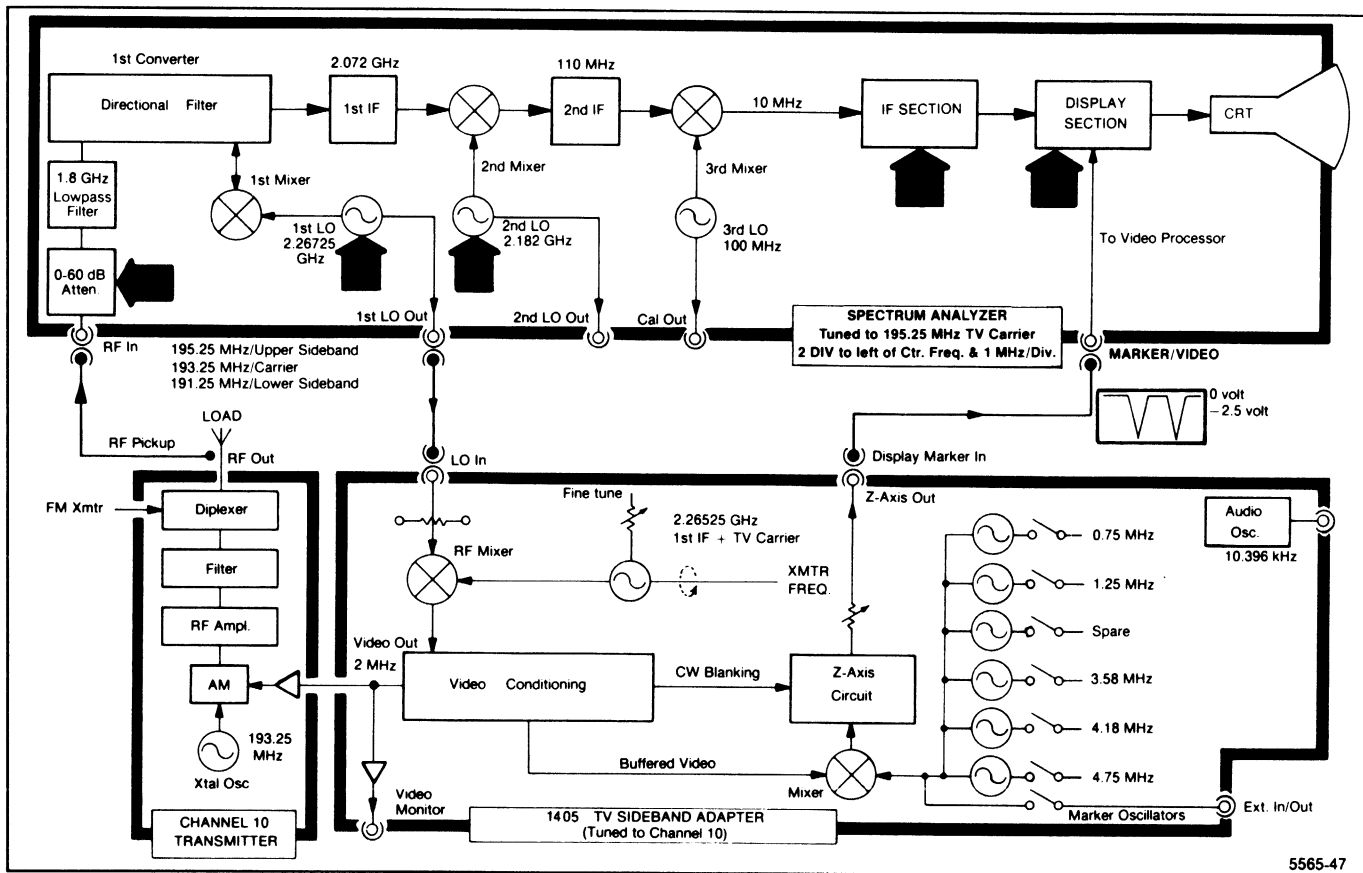 1st Converter
Directional Filter
2.072 GHz
1st IF
110 MHz
2nd IF
10 MHz
IF SECTION
DISPLAY
SECTION
CRT
1.8 GHz
Lowpass
Filter
1st Mixer
2nd Mixer
3rd Mixer
1st LO
2.26725
GHz
2nd LO
2.182 GHz
3rd LO
100 MHz
To Video Processor
0-60 dB
Atten.
RF In
1st LO Out
2nd LO Out
Cal Out
SPECTRUM ANALYZER
Tuned to 195.25 MHz TV Carrier
2 DIV to left of Ctr. Freq. & 1 MHz/Div.
MARKER/VIDEO
195.25 MHz/Upper Sideband
193.25 MHz/Carrier
191.25 MHz/Lower Sideband
0 volt
−2.5 volt
LOAD
RF Pickup
RF Out
LO In
Display Marker In
Z-Axis Out
FM Xmtr
Diplexer
Filter
RF Ampl.
AM
193.25
MHz
Xtal Osc
CHANNEL 10
TRANSMITTER
Fine tune
2.26525 GHz
1st IF + TV Carrier
RF Mixer
XMTR
FREQ.
Audio
Osc.
10.396 kHz
0.75 MHz
1.25 MHz
Spare
3.58 MHz
4.18 MHz
4.75 MHz
Video Out
2 MHz
Video Conditioning
CW Blanking
Z-Axis
Circuit
Buffered Video
Mixer
Video
Monitor
Marker Oscillators
Ext. In/Out
1405 TV SIDEBAND ADAPTER
(Tuned to Channel 10)
5565-47